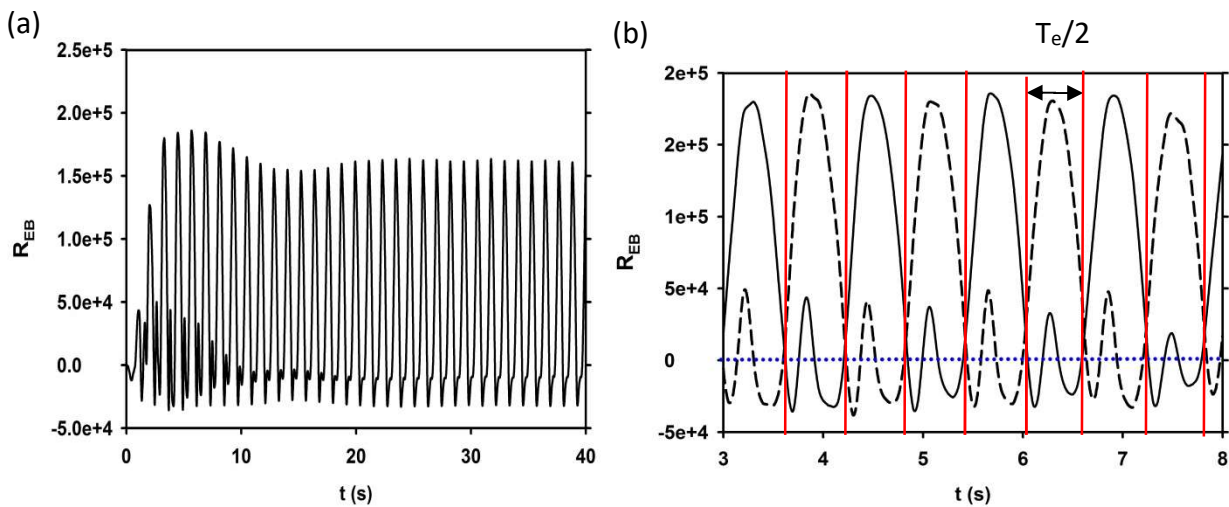 (a)
2.5e+5
2.0e+5
1.5e+5
1.0e+5
5.0e+4
0.0
-5.0e+4
R_EB
0 10 20 30 40
t (s)
(b)
T_e/2
2e+5
2e+5
1e+5
5e+4
0
-5e+4
R_EB
3 4 5 6 7 8
t (s)